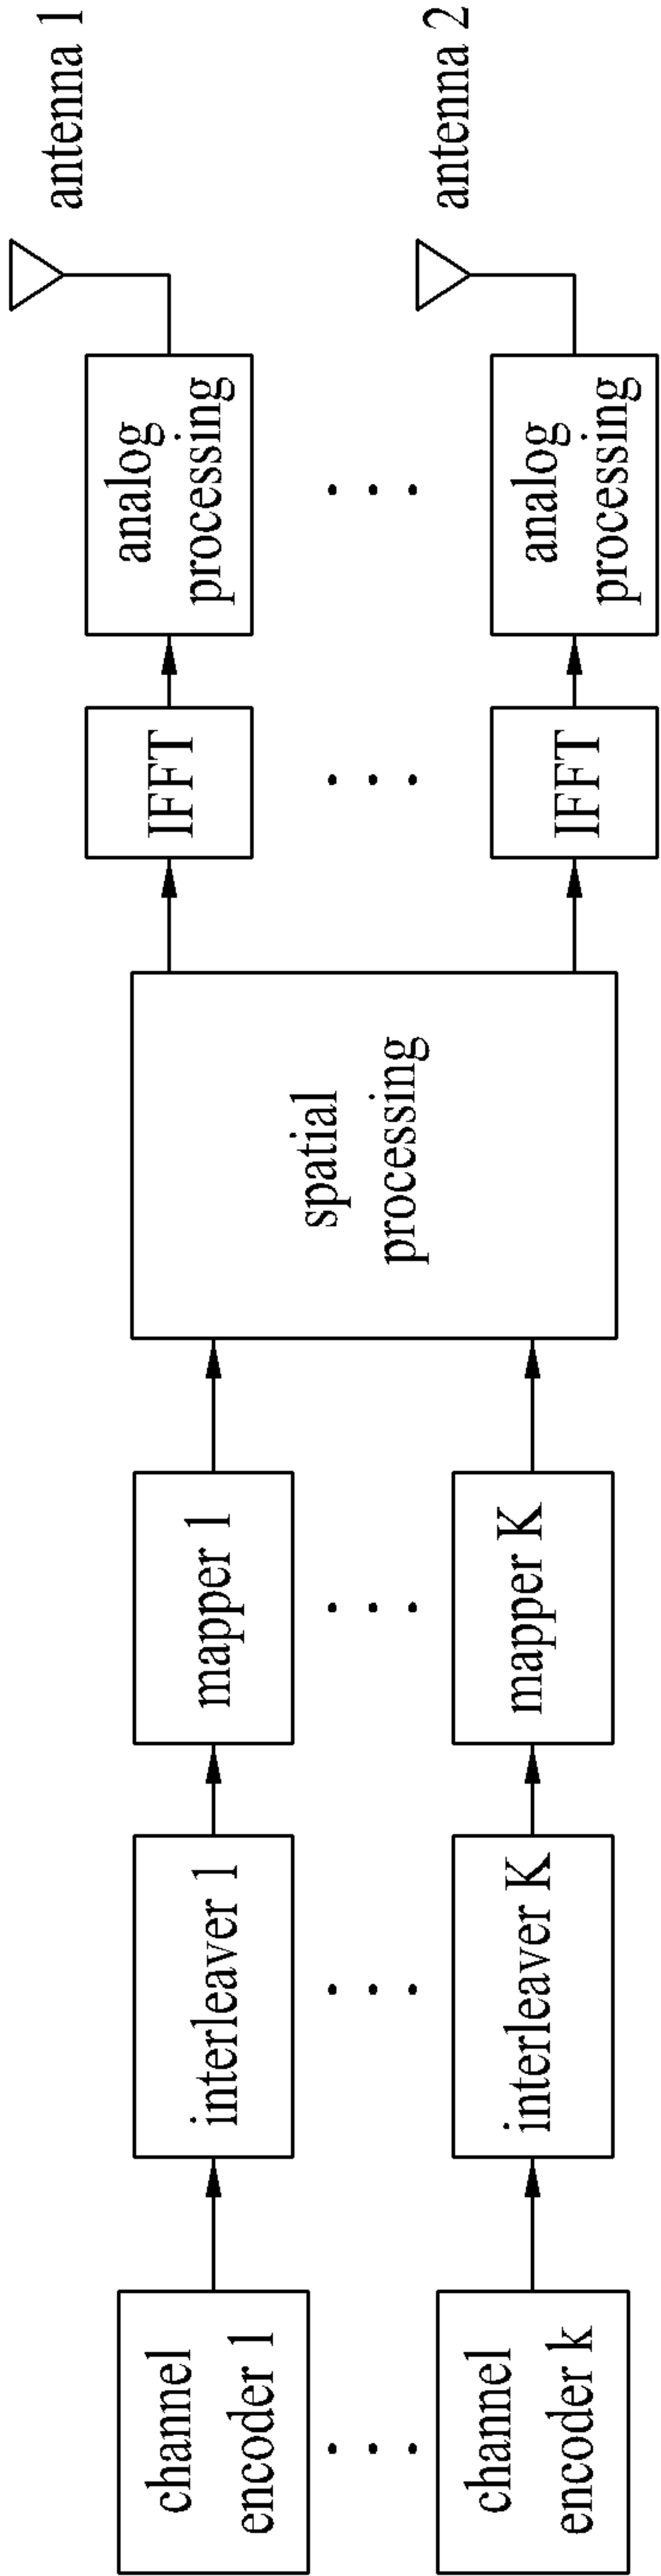 channel
encoder 1
interleaver 1
mapper 1
spatial
processing
IFFT
analog
processing
antenna 1
channel
encoder k
interleaver K
mapper K
IFFT
analog
processing
antenna 2